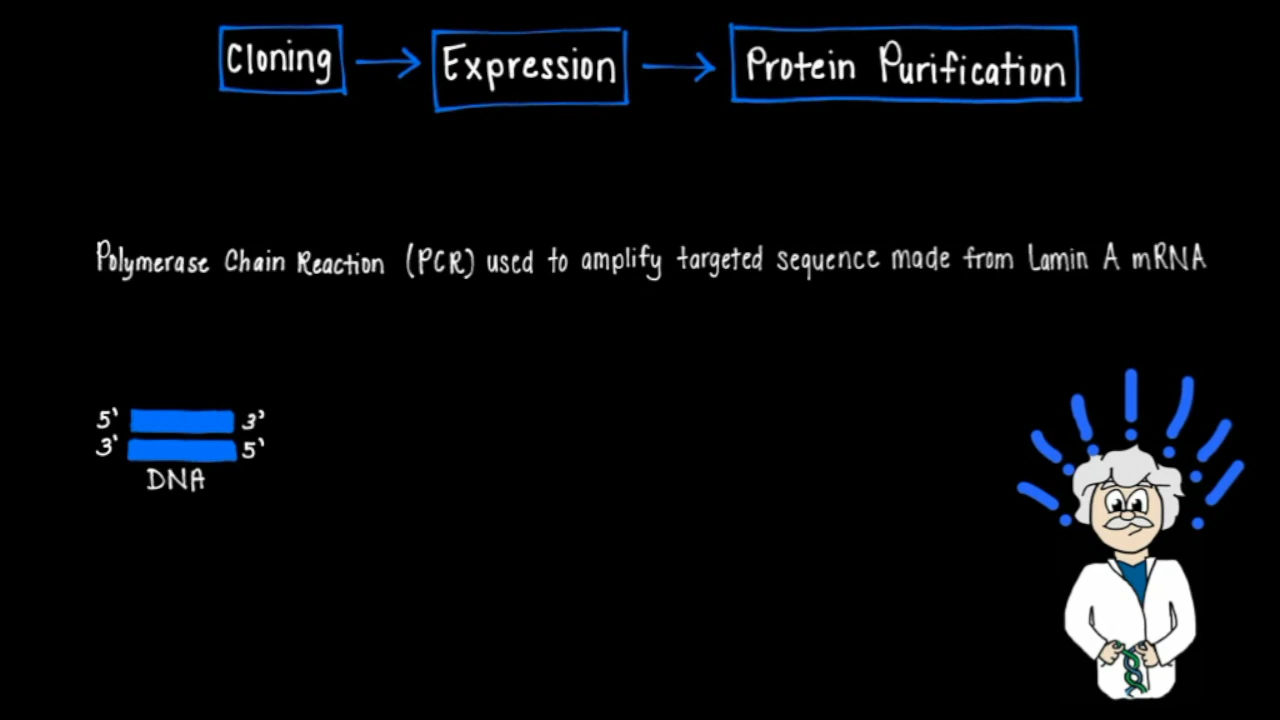 Cloning → Expression → Protein Purification
Polymerase Chain Reaction (PCR) used to amplify targeted sequence made from Lamin A mRNA
5' 3'
3' 5'
DNA